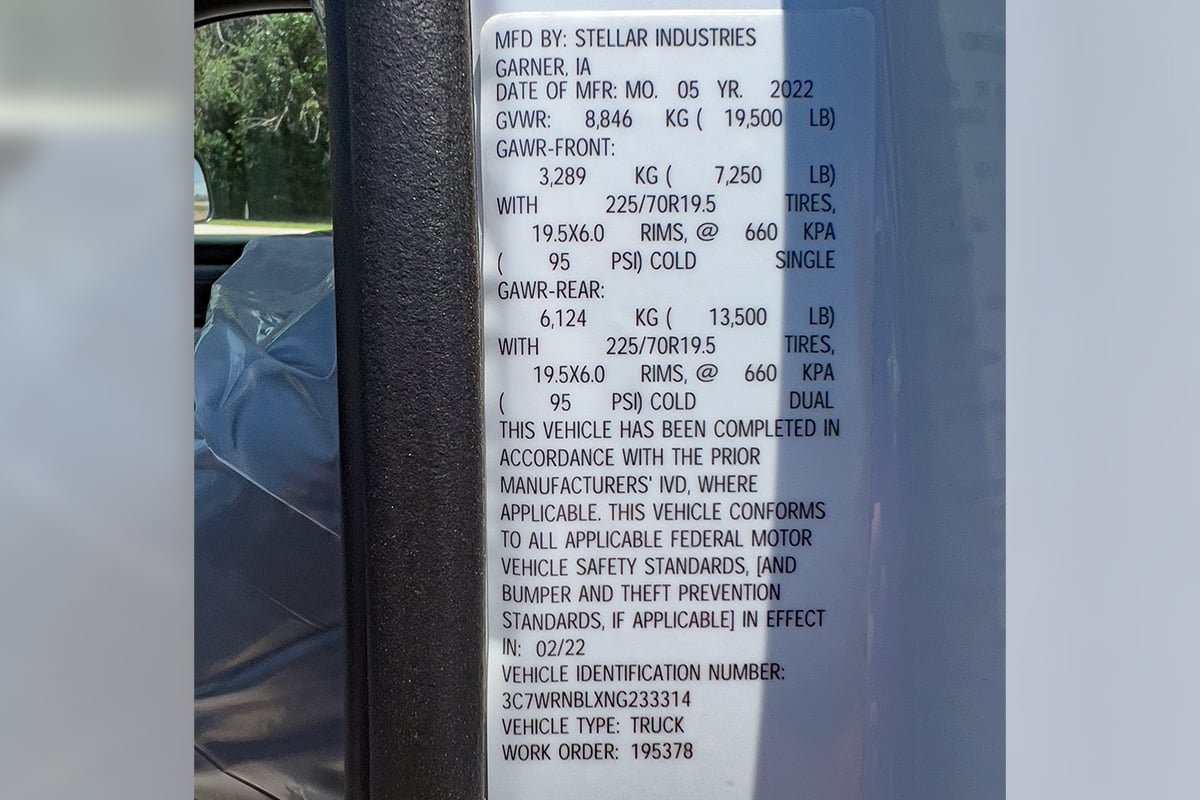 MFD BY: STELLAR INDUSTRIES
GARNER, IA
DATE OF MFR: MO. 05 YR. 2022
GVWR: 8,846 KG ( 19,500 LB)
GAWR-FRONT:
3,289 KG ( 7,250 LB)
WITH 225/70R19.5 TIRES,
19.5X6.0 RIMS, @ 660 KPA
( 95 PSI) COLD SINGLE
GAWR-REAR:
6,124 KG ( 13,500 LB)
WITH 225/70R19.5 TIRES,
19.5X6.0 RIMS, @ 660 KPA
( 95 PSI) COLD DUAL
THIS VEHICLE HAS BEEN COMPLETED IN
ACCORDANCE WITH THE PRIOR
MANUFACTURERS' IVD, WHERE
APPLICABLE. THIS VEHICLE CONFORMS
TO ALL APPLICABLE FEDERAL MOTOR
VEHICLE SAFETY STANDARDS, [AND
BUMPER AND THEFT PREVENTION
STANDARDS, IF APPLICABLE] IN EFFECT
IN: 02/22
VEHICLE IDENTIFICATION NUMBER:
3C7WRNBLXNG233314
VEHICLE TYPE: TRUCK
WORK ORDER: 195378